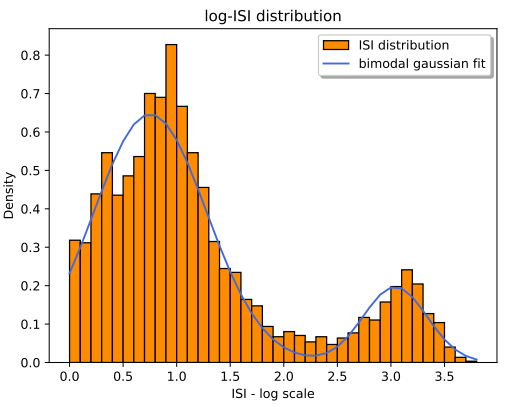 log-ISI distribution
ISI distribution
bimodal gaussian fit
Density
0.8
0.7
0.6
0.5
0.4
0.3
0.2
0.1
0.0
0.0 0.5 1.0 1.5 2.0 2.5 3.0 3.5
ISI - log scale